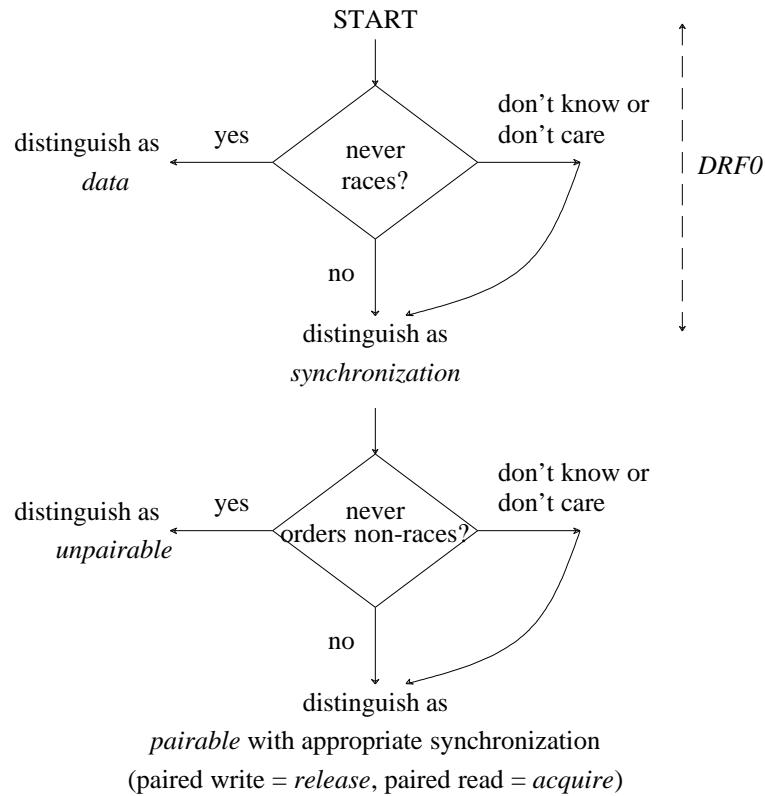 START
don't know or
don't care
yes
distinguish as
data
never
races?
DRF0
no
distinguish as
synchronization
don't know or
don't care
yes
distinguish as
unpairable
never
orders non-races?
no
distinguish as
pairable with appropriate synchronization
(paired write = release, paired read = acquire)